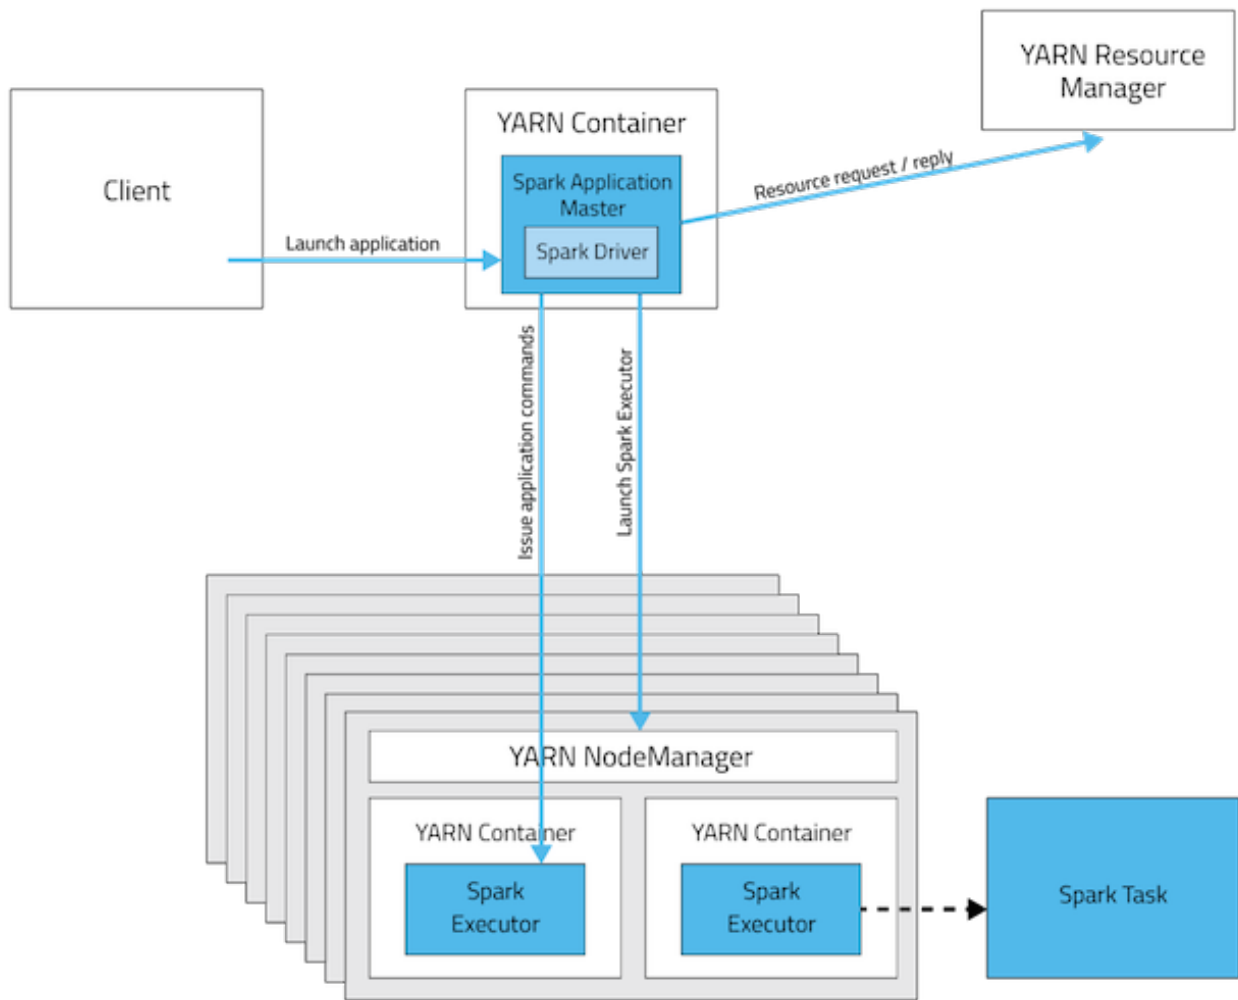 YARN Resource
Manager
Client
YARN Container
Spark Application
Master
Spark Driver
Launch application
Resource request / reply
Issue application commands
Launch Spark Executor
YARN NodeManager
YARN Container
Spark
Executor
YARN Container
Spark
Executor
Spark Task